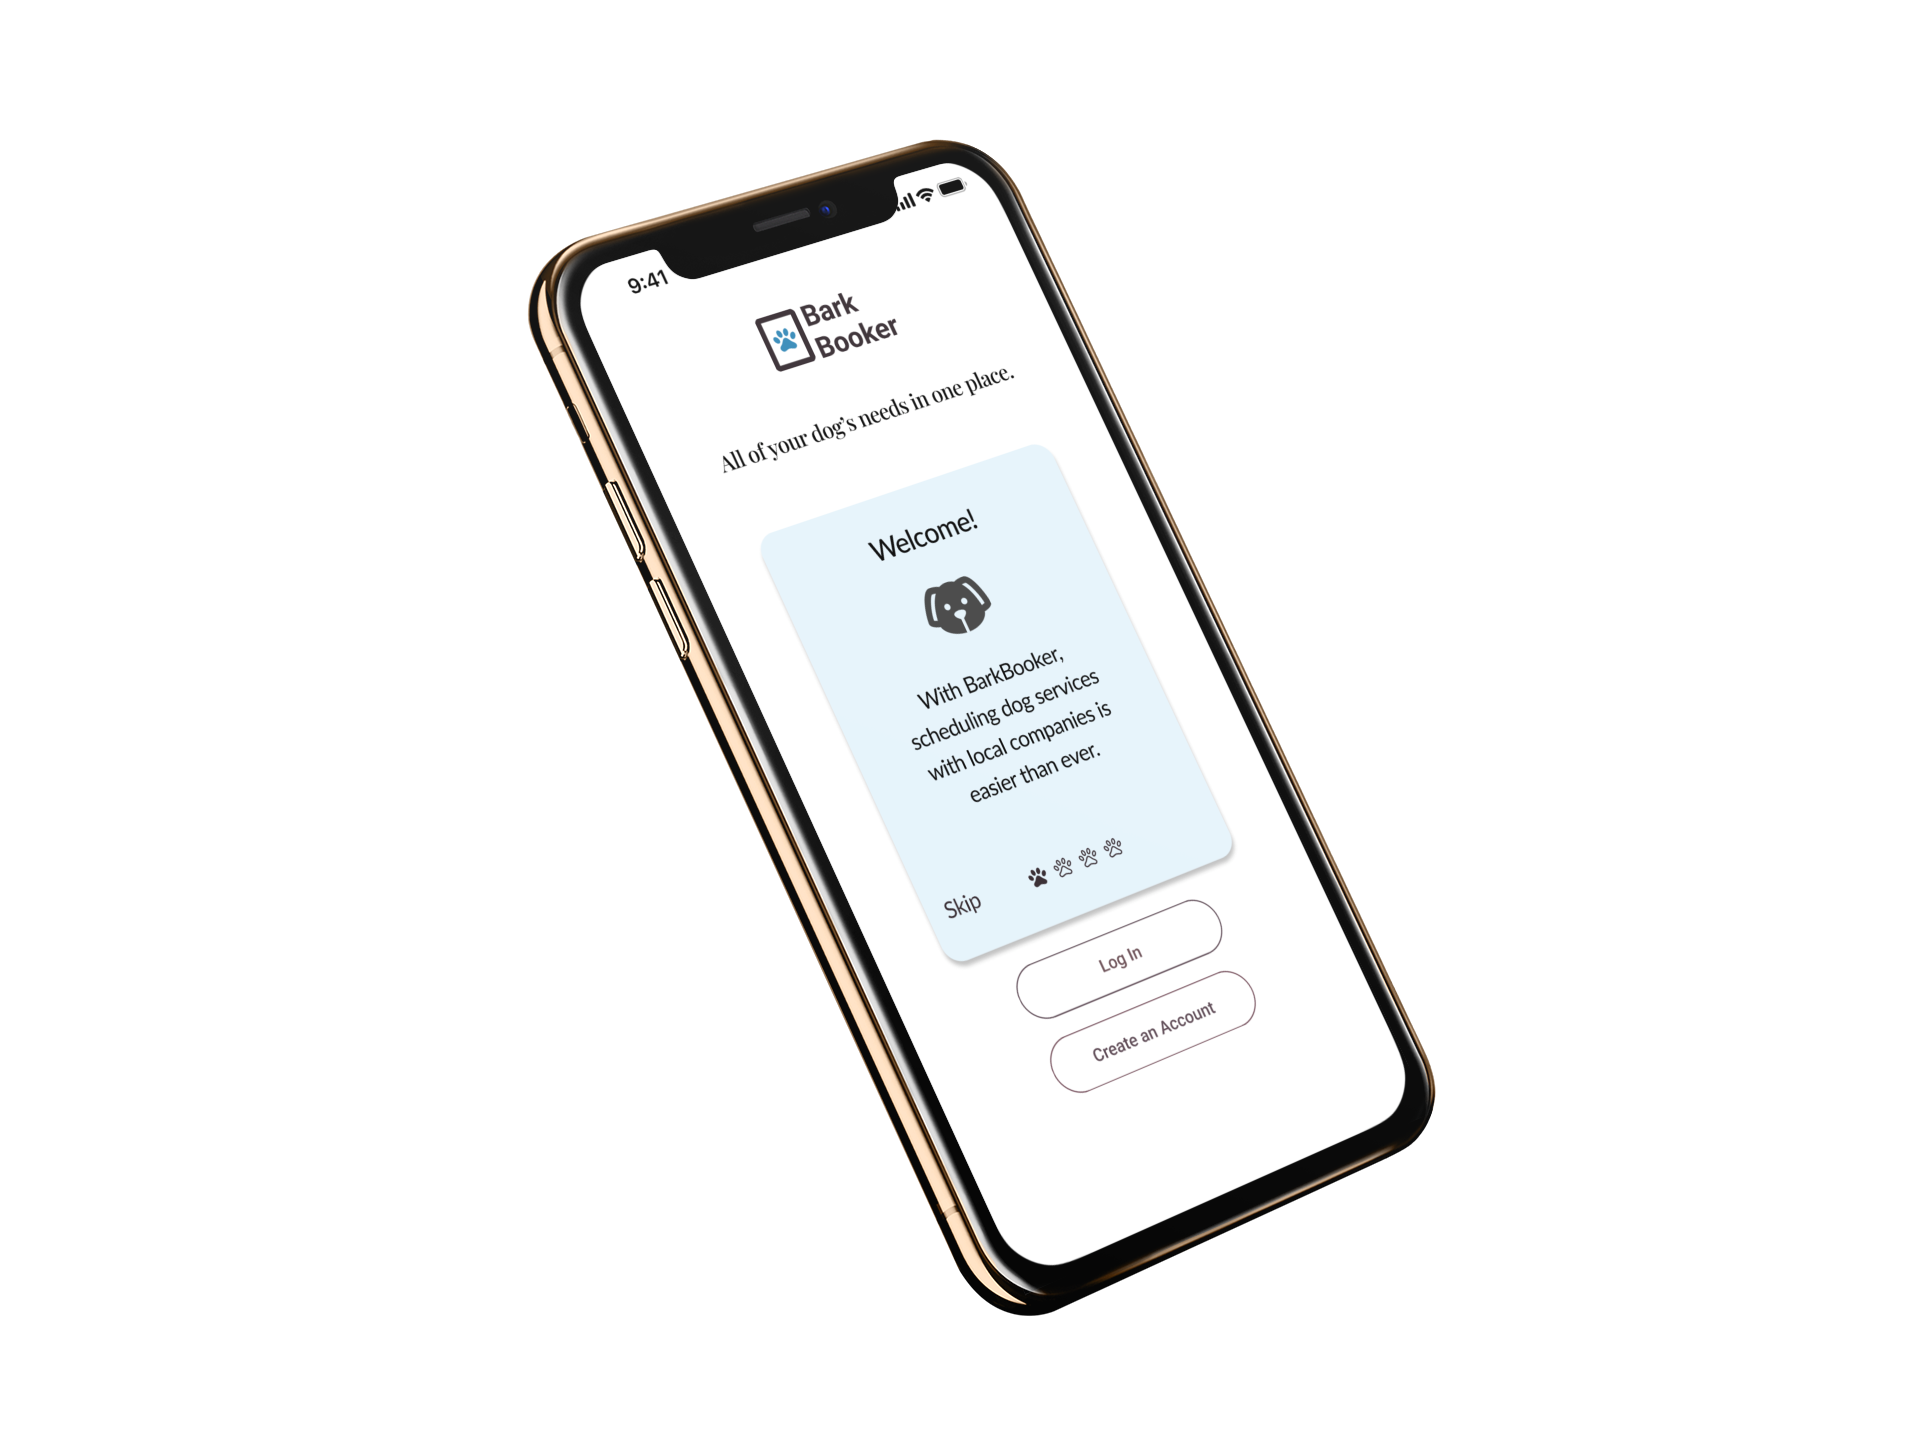 9:41
Bark
Booker
All of your dog's needs in one place.
Welcome!
With BarkBooker,
scheduling dog services
with local companies is
easier than ever.
Skip
Log In
Create an Account